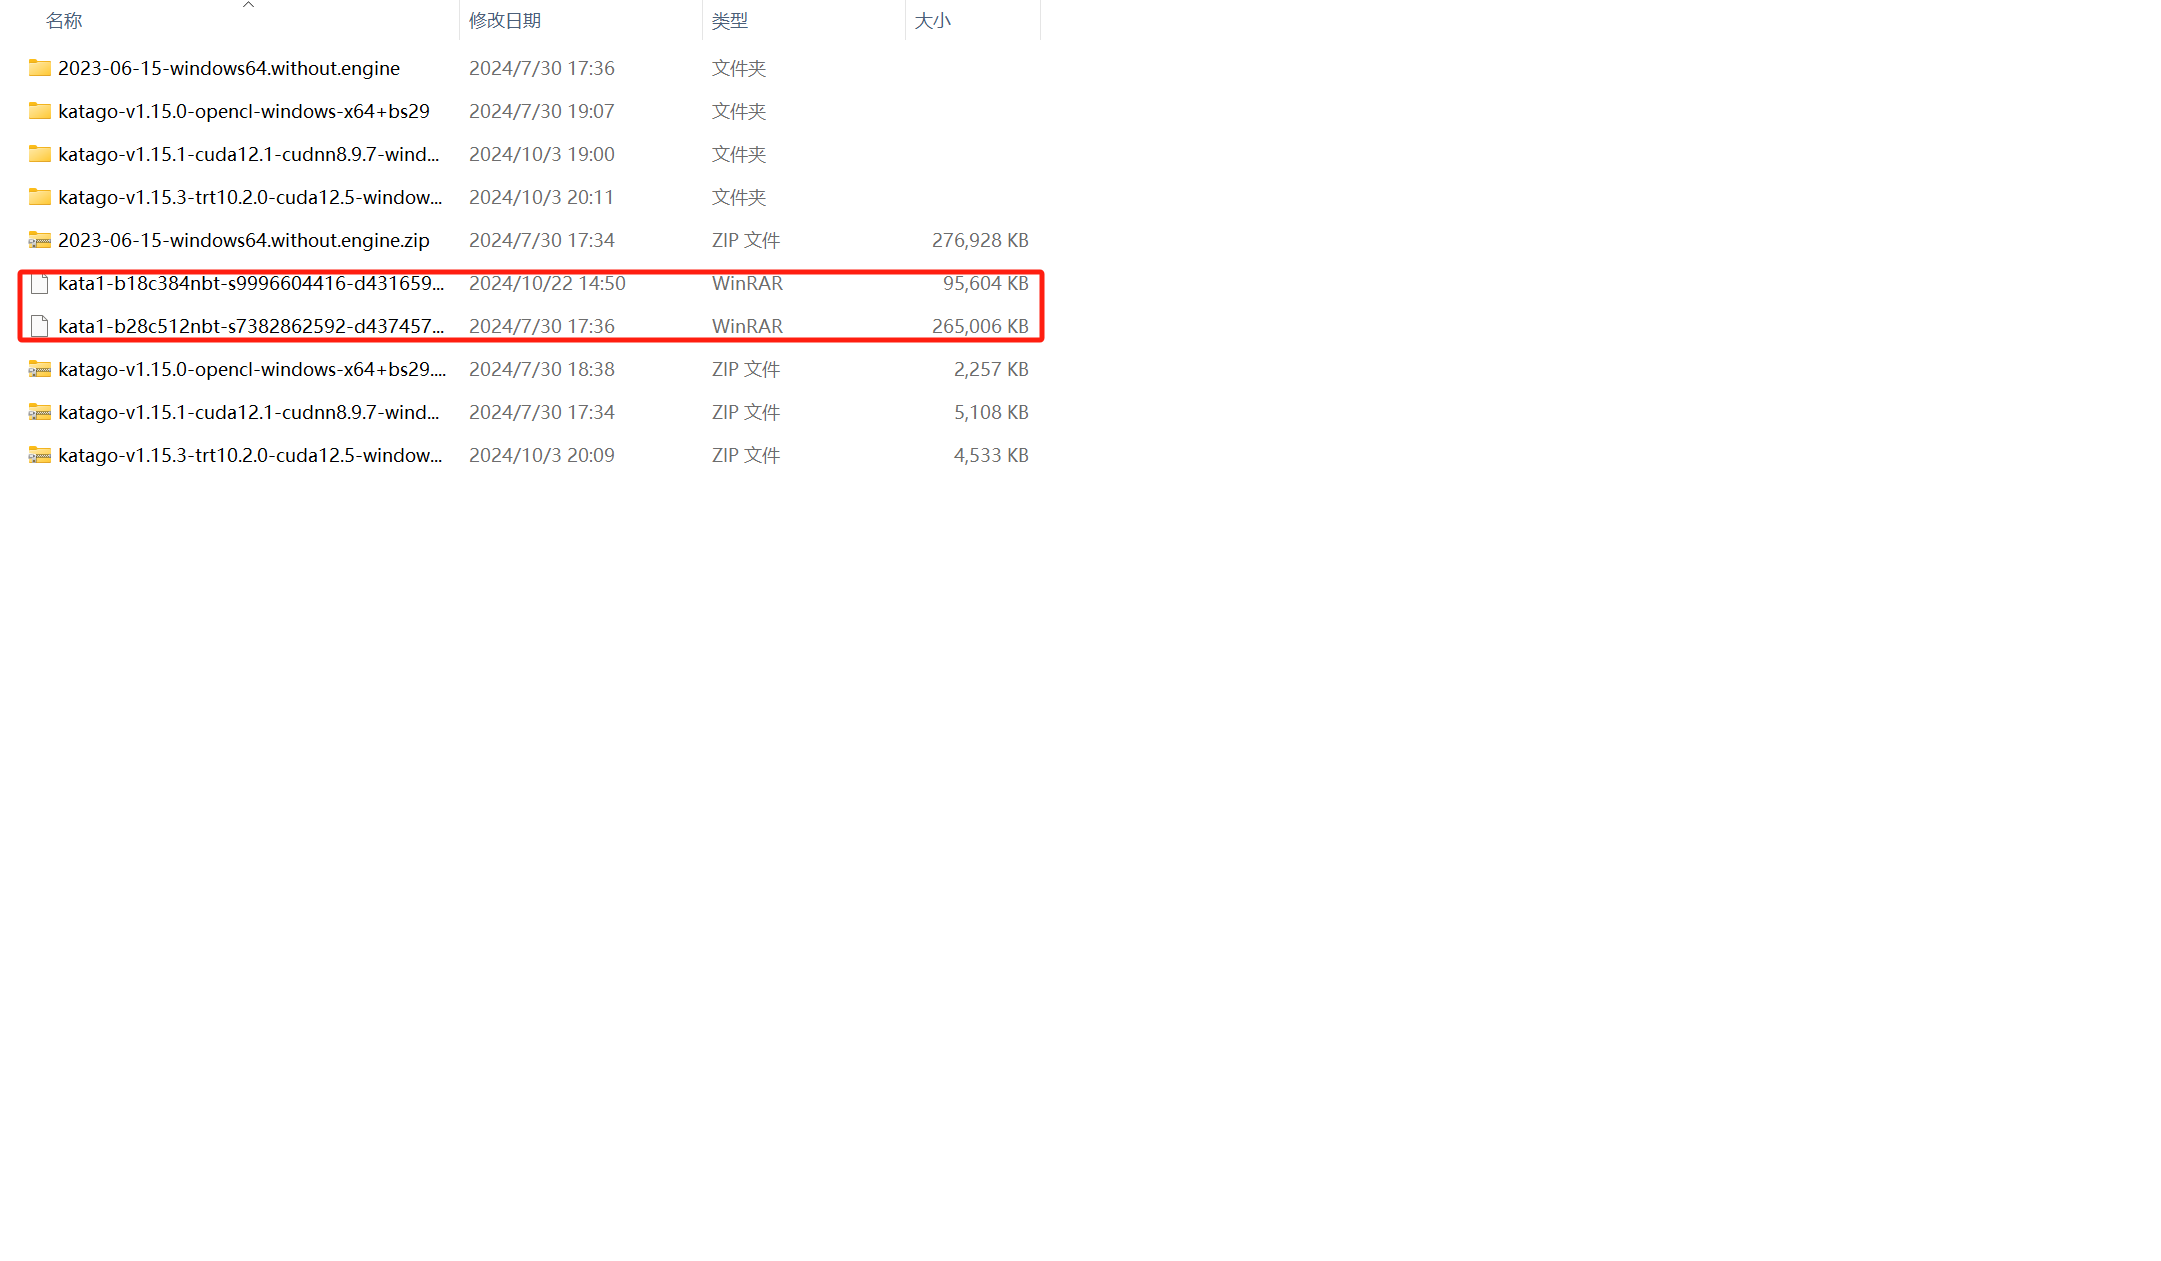 名称 修改日期 类型 大小
2023-06-15-windows64.without.engine 2024/7/30 17:36 文件夹
katago-v1.15.0-opencl-windows-x64+bs29 2024/7/30 19:07 文件夹
katago-v1.15.1-cuda12.1-cudnn8.9.7-wind... 2024/10/3 19:00 文件夹
katago-v1.15.3-trt10.2.0-cuda12.5-window... 2024/10/3 20:11 文件夹
2023-06-15-windows64.without.engine.zip 2024/7/30 17:34 ZIP 文件 276,928 KB
kata1-b18c384nbt-s9996604416-d431659... 2024/10/22 14:50 WinRAR 95,604 KB
kata1-b28c512nbt-s7382862592-d437457... 2024/7/30 17:36 WinRAR 265,006 KB
katago-v1.15.0-opencl-windows-x64+bs29.... 2024/7/30 18:38 ZIP 文件 2,257 KB
katago-v1.15.1-cuda12.1-cudnn8.9.7-wind... 2024/7/30 17:34 ZIP 文件 5,108 KB
katago-v1.15.3-trt10.2.0-cuda12.5-window... 2024/10/3 20:09 ZIP 文件 4,533 KB